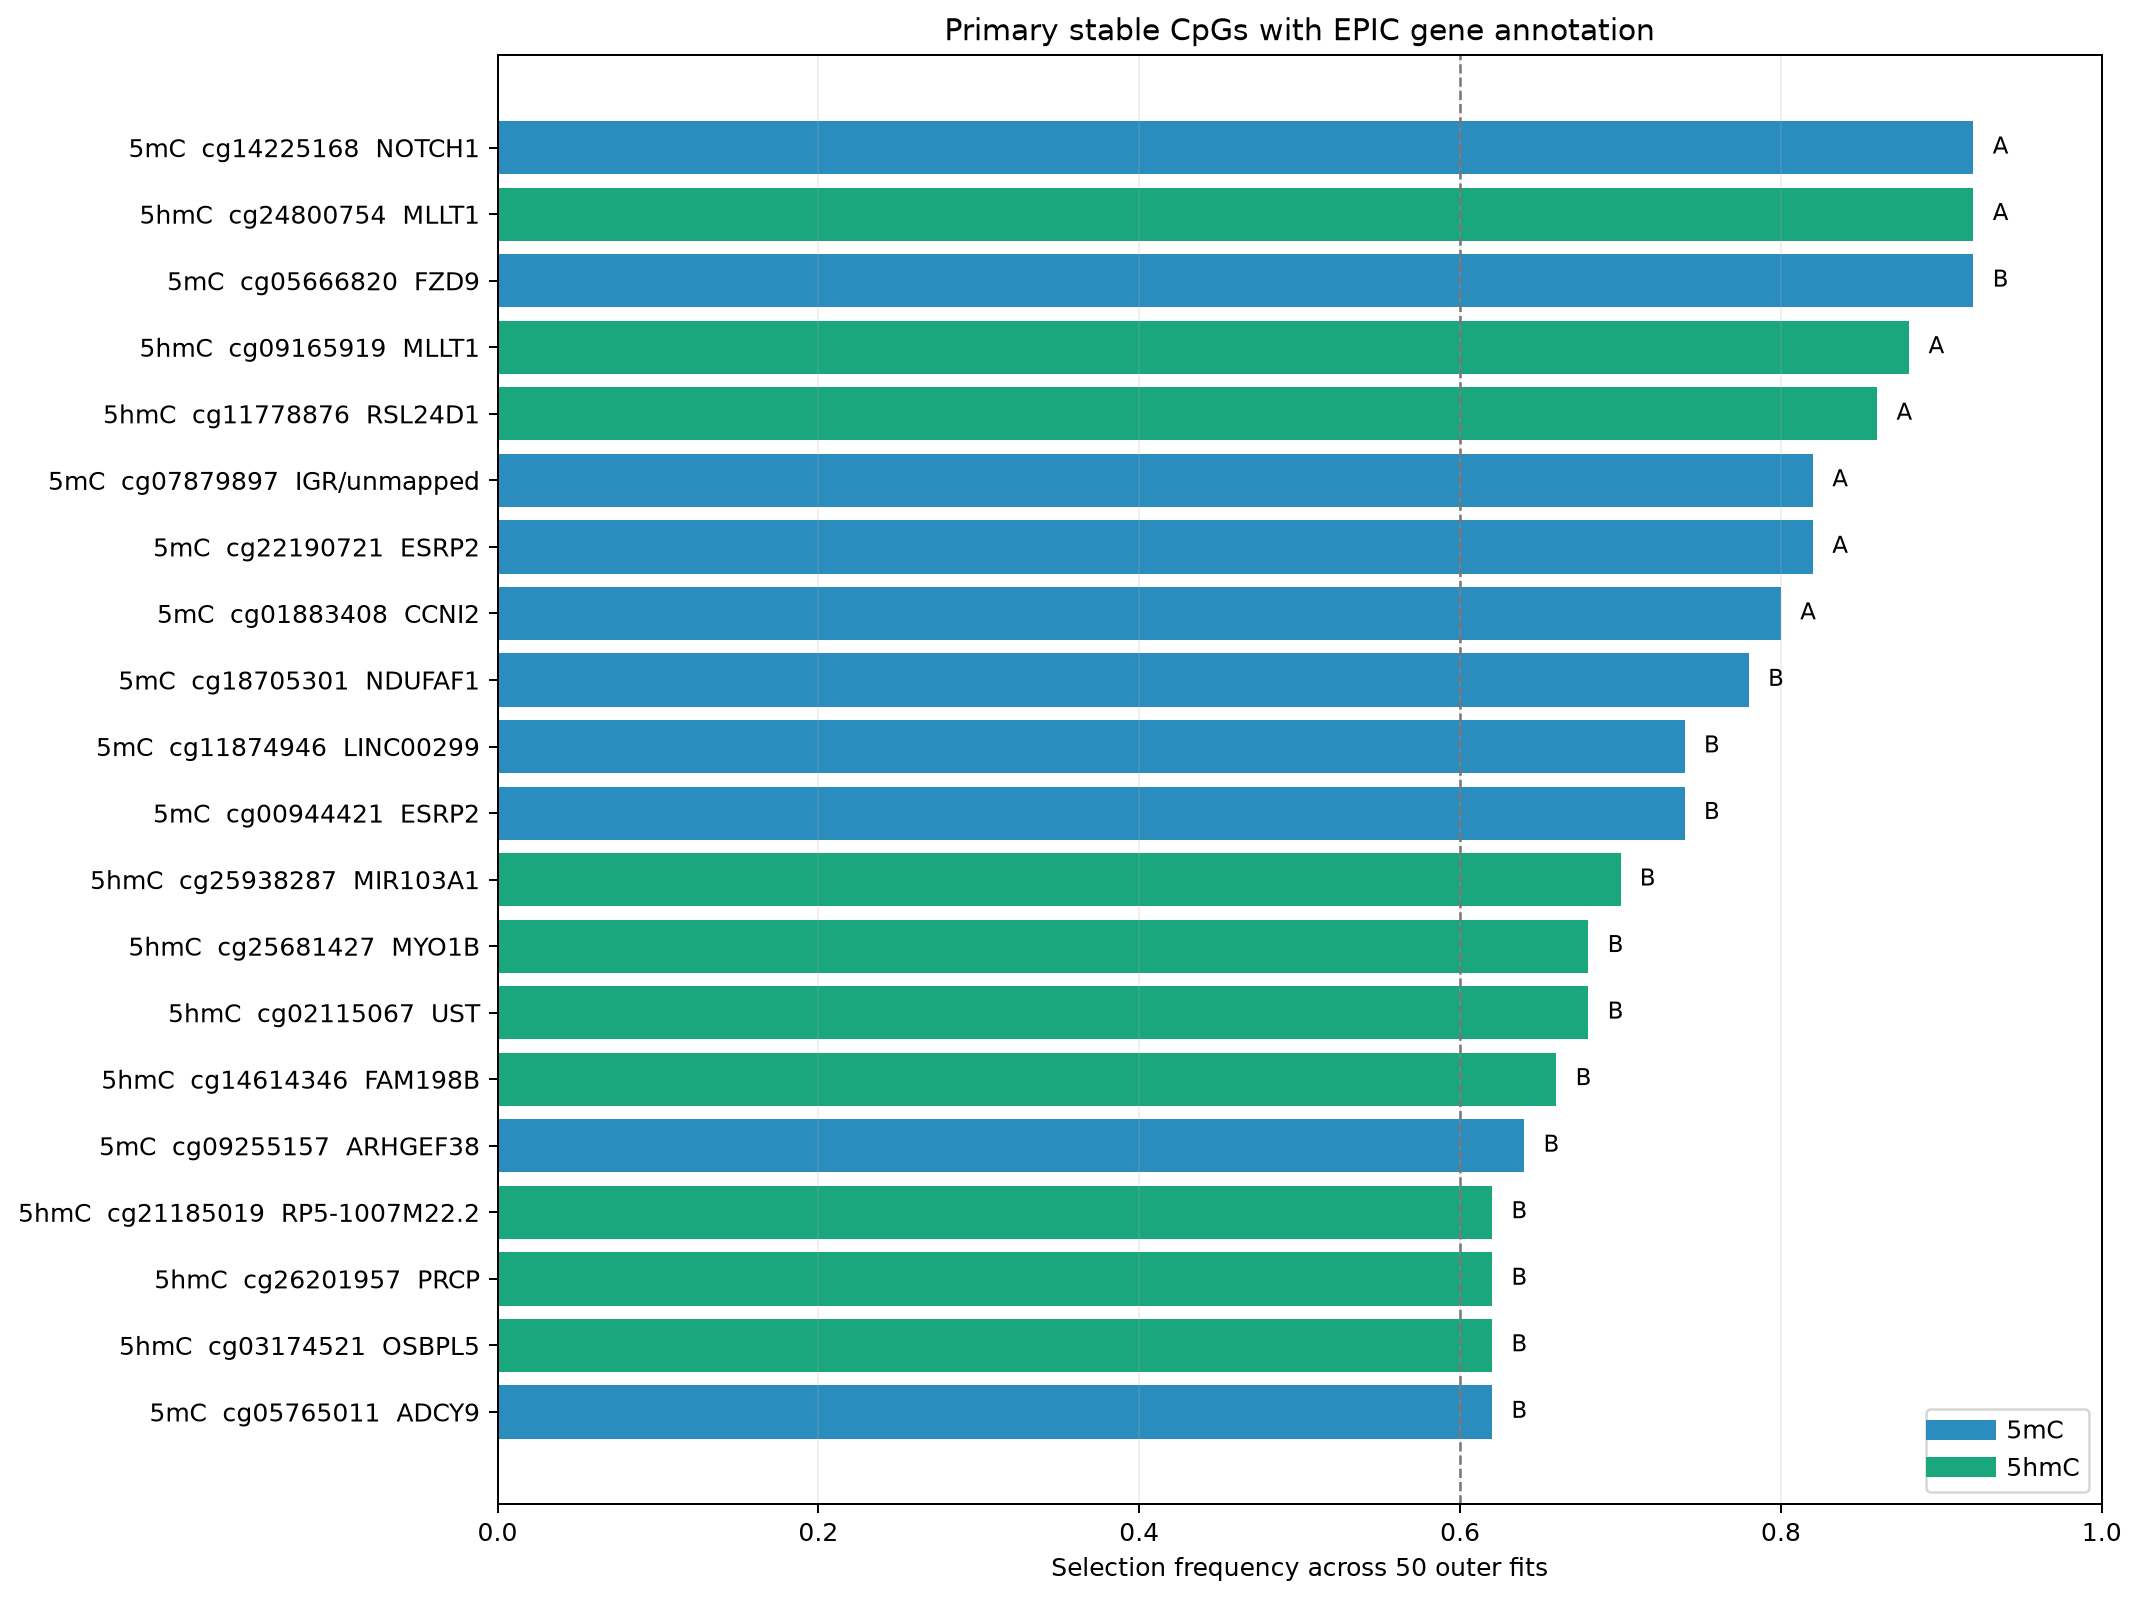 Primary stable CpGs with EPIC gene annotation
5mC cg14225168 NOTCH1 A
5hmC cg24800754 MLLT1 A
5mC cg05666820 FZD9 B
5hmC cg09165919 MLLT1 A
5hmC cg11778876 RSL24D1 A
5mC cg07879897 IGR/unmapped A
5mC cg22190721 ESRP2 A
5mC cg01883408 CCNI2 A
5mC cg18705301 NDUFAF1 B
5mC cg11874946 LINC00299 B
5mC cg00944421 ESRP2 B
5hmC cg25938287 MIR103A1 B
5hmC cg25681427 MYO1B B
5hmC cg02115067 UST B
5hmC cg14614346 FAM198B B
5mC cg09255157 ARHGEF38 B
5hmC cg21185019 RP5-1007M22.2 B
5hmC cg26201957 PRCP B
5hmC cg03174521 OSBPL5 B
5mC cg05765011 ADCY9 B
5mC
5hmC
0.0 0.2 0.4 0.6 0.8 1.0
Selection frequency across 50 outer fits